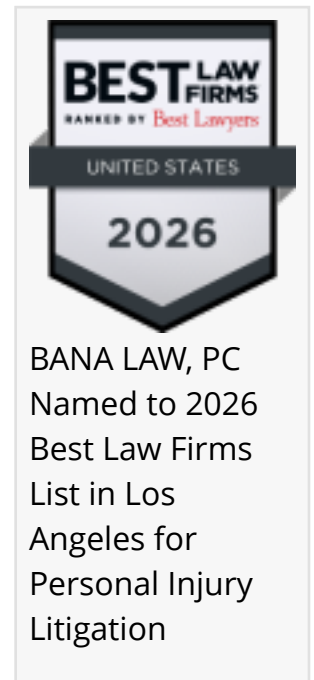 BEST LAW
FIRMS
RANKED BY Best Lawyers
UNITED STATES
2026
BANA LAW, PC
Named to 2026
Best Law Firms
List in Los
Angeles for
Personal Injury
Litigation